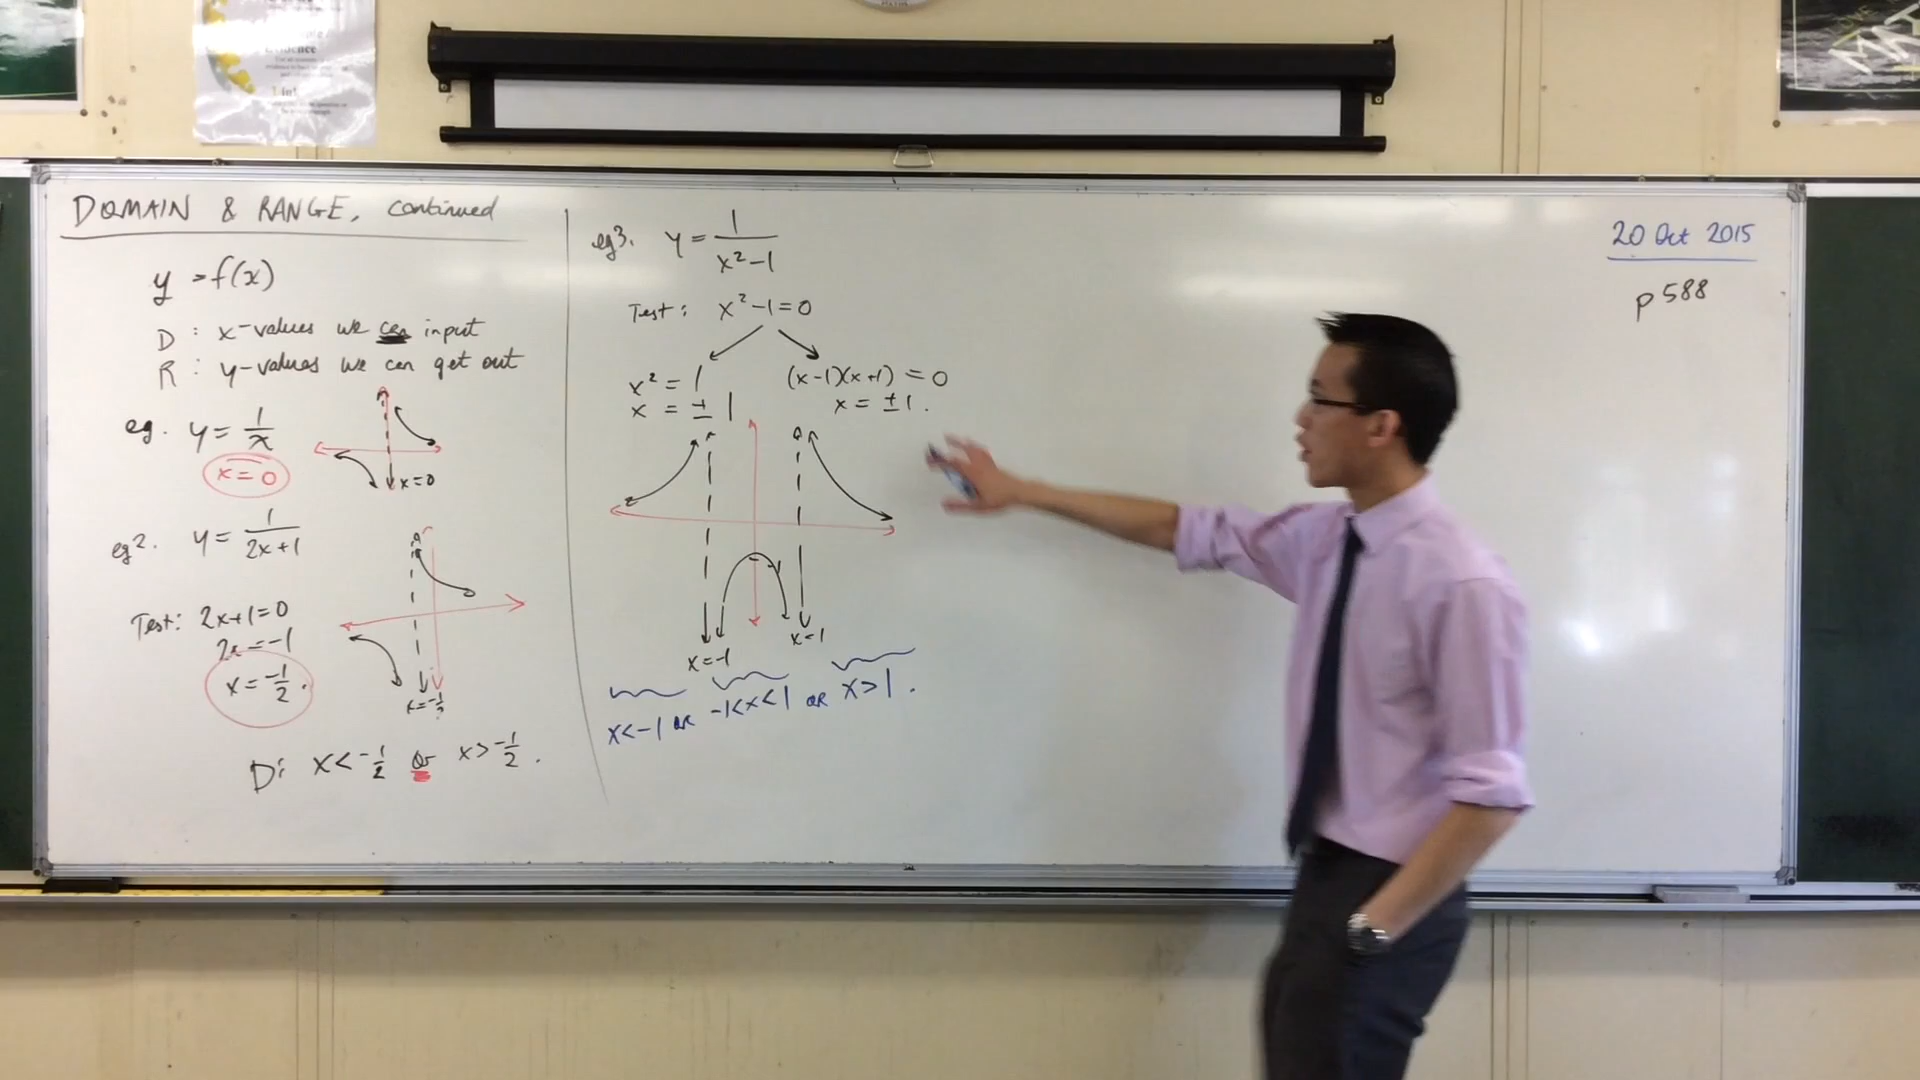 DOMAIN & RANGE, continued
y = f(x)
D : x-values we can input
R : y-values we can get out
eg. y = 1/x
x = 0
x=0
eg2. y = 1/(2x+1)
Test: 2x+1=0
2x = -1
x = -1/2.
x=-1/2
D: x < -1/2 or x > -1/2.
eg3. y = 1/(x²-1)
Test: x²-1=0
x² = 1
x = ± 1
(x-1)(x+1) = 0
x = ±1.
-1
x=-1
x=1
x<-1 OR -1<x<1 OR x>1.
20 Oct 2015
p588